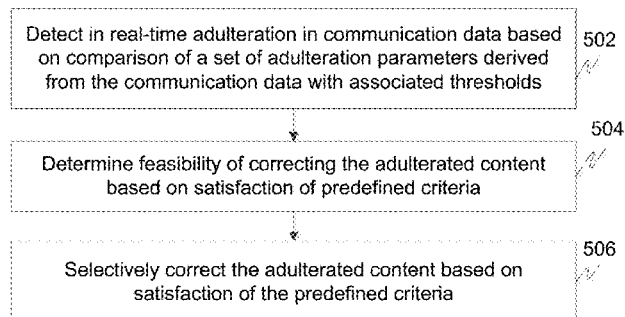 Detect in real-time adulteration in communication data based
on comparison of a set of adulteration parameters derived
from the communication data with associated thresholds
502
504
Determine feasibility of correcting the adulterated content
based on satisfaction of predefined criteria
506
Selectively correct the adulterated content based on
satisfaction of the predefined criteria